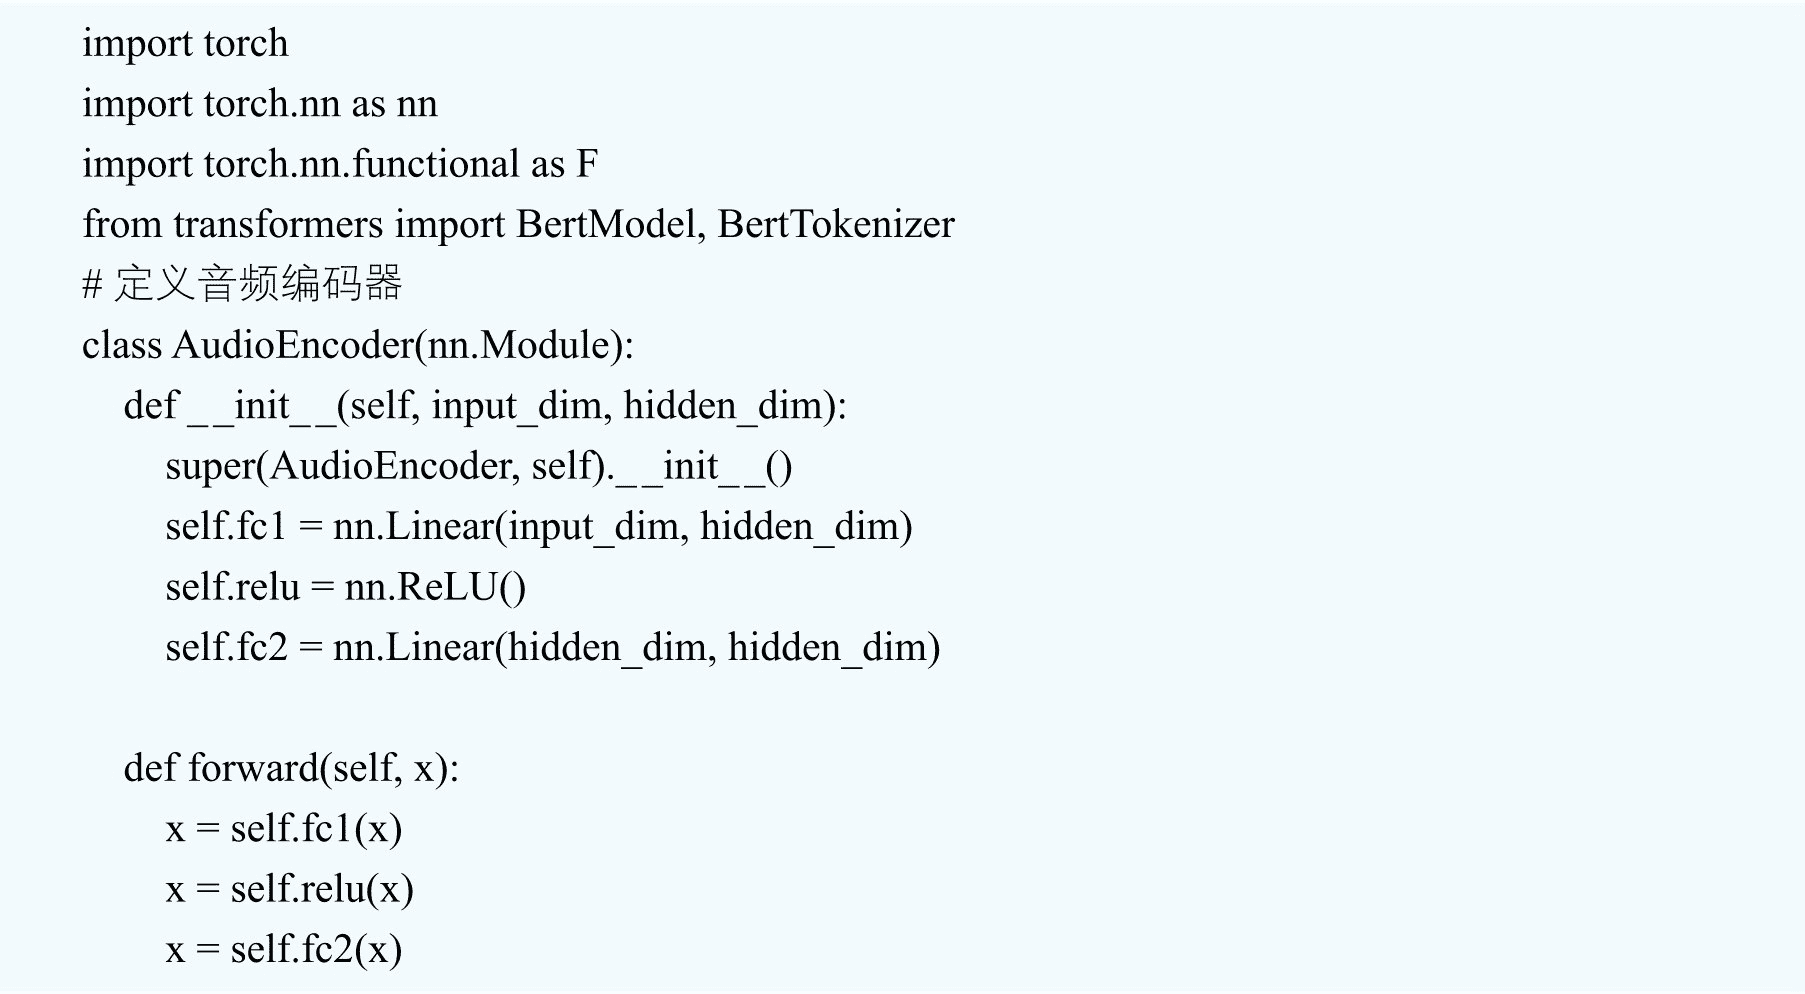 import torch
import torch.nn as nn
import torch.nn.functional as F
from transformers import BertModel, BertTokenizer
# 定义音频编码器
class AudioEncoder(nn.Module):
    def __init__(self, input_dim, hidden_dim):
        super(AudioEncoder, self).__init__()
        self.fc1 = nn.Linear(input_dim, hidden_dim)
        self.relu = nn.ReLU()
        self.fc2 = nn.Linear(hidden_dim, hidden_dim)

    def forward(self, x):
        x = self.fc1(x)
        x = self.relu(x)
        x = self.fc2(x)